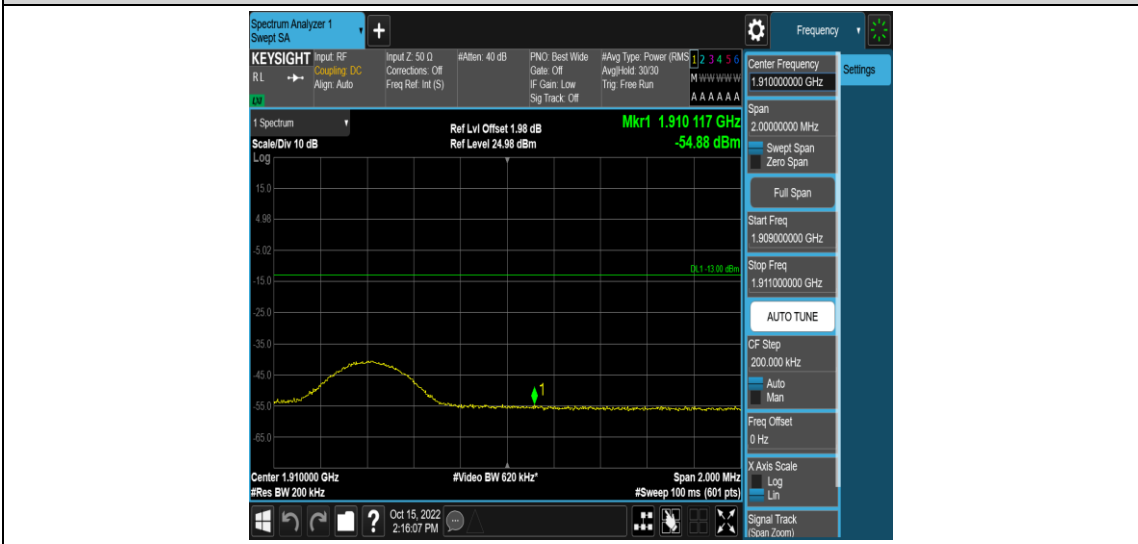 Spectrum Analyzer 1
Swept SA
+
Frequency
KEYSIGHT
RL
LXI
Input: RF
Coupling: DC
Align: Auto
Input Z: 50 Ω
Corrections: Off
Freq Ref: Int (S)
#Atten: 40 dB
PNO: Best Wide
Gate: Off
IF Gain: Low
Sig Track: Off
#Avg Type: Power (RMS
Avg|Hold: 30/30
Trig: Free Run
1 2 3 4 5 6
M W W W W W
A A A A A A
1 Spectrum
Scale/Div 10 dB
Log
Ref Lvl Offset 1.98 dB
Ref Level 24.98 dBm
Mkr1 1.910 117 GHz
-54.88 dBm
15.0
4.98
-5.02
DL1 -13.00 dBm
-15.0
-25.0
-35.0
-45.0
1
-55.0
-65.0
Center 1.910000 GHz
#Res BW 200 kHz
#Video BW 620 kHz*
Span 2.000 MHz
#Sweep 100 ms (601 pts)
Center Frequency
1.910000000 GHz
Settings
Span
2.00000000 MHz
Swept Span
Zero Span
Full Span
Start Freq
1.909000000 GHz
Stop Freq
1.911000000 GHz
AUTO TUNE
CF Step
200.000 kHz
Auto
Man
Freq Offset
0 Hz
X Axis Scale
Log
Lin
Signal Track
(Span Zoom)
?
Oct 15, 2022
2:16:07 PM